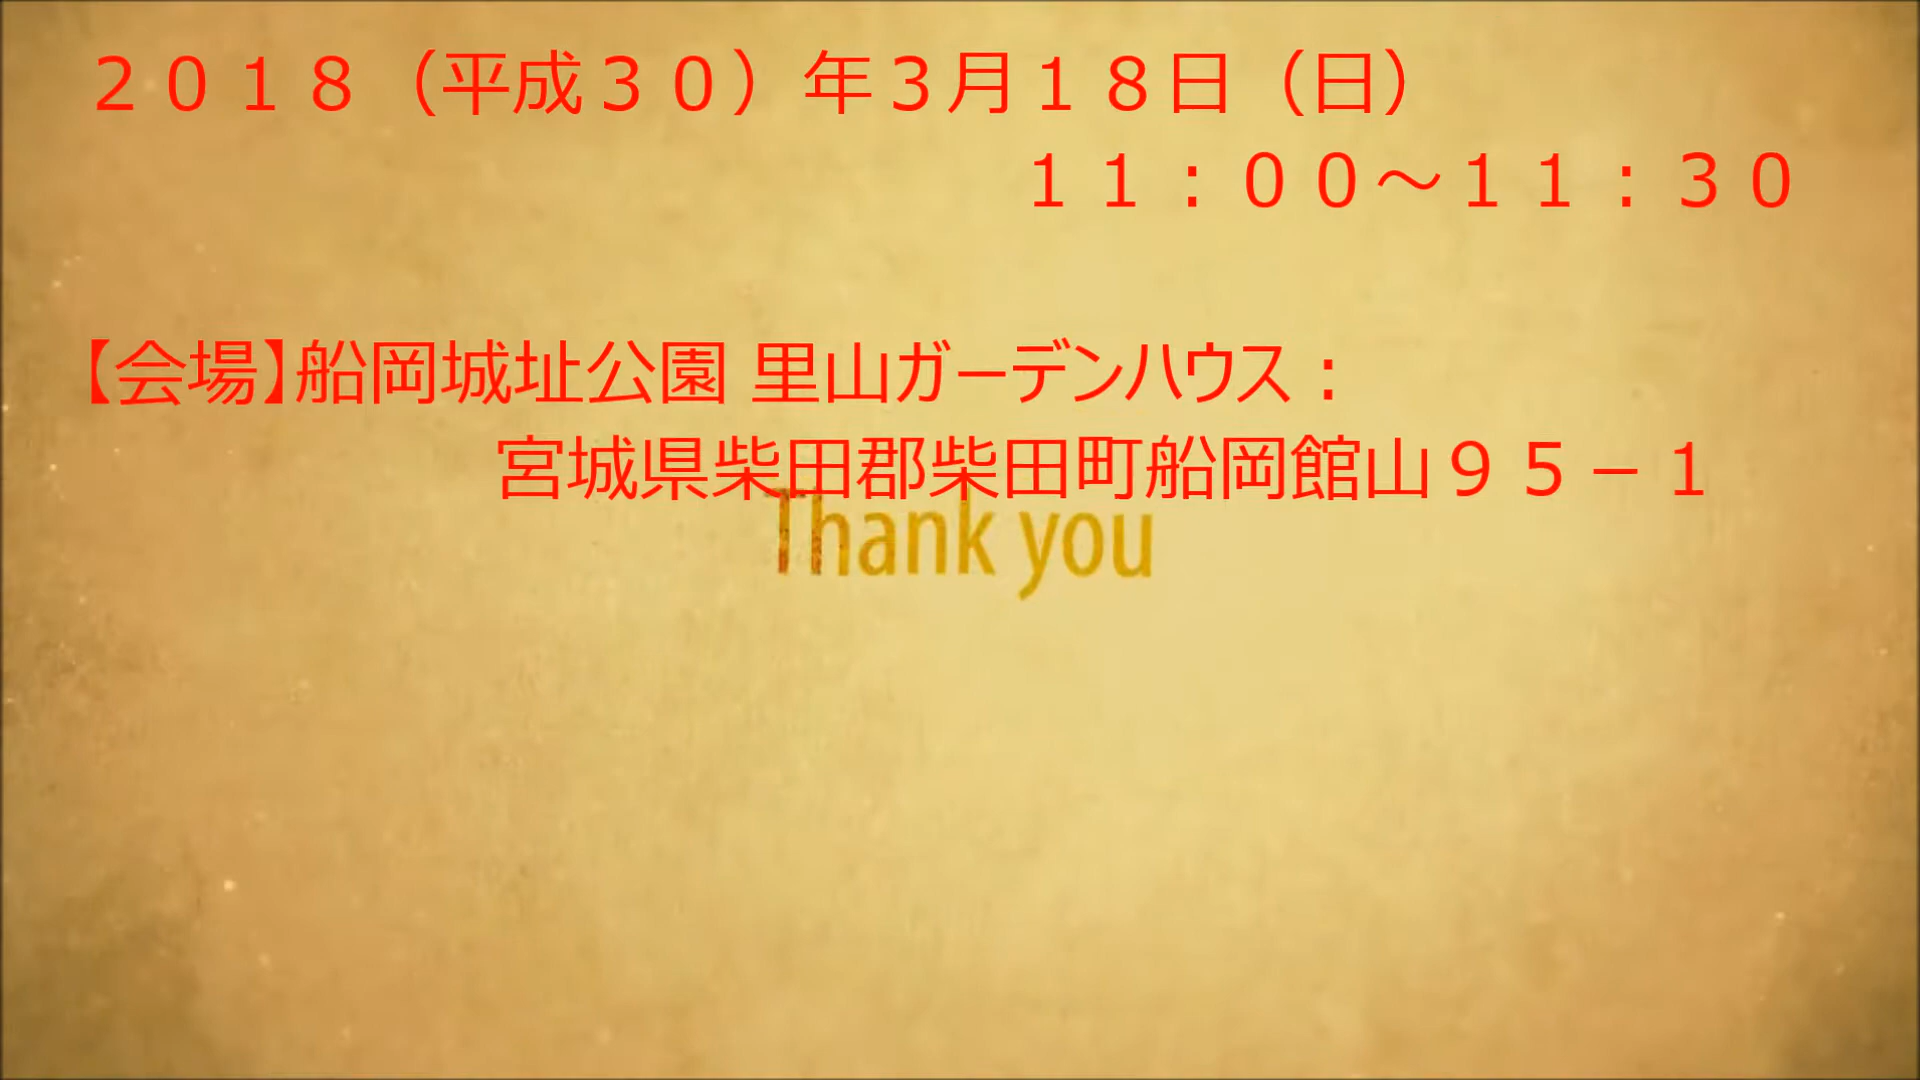 ２０１８（平成３０）年３月１８日（日）
１１：００～１１：３０
【会場】船岡城址公園 里山ガーデンハウス：
宮城県柴田郡柴田町船岡館山９５－１
Thank you